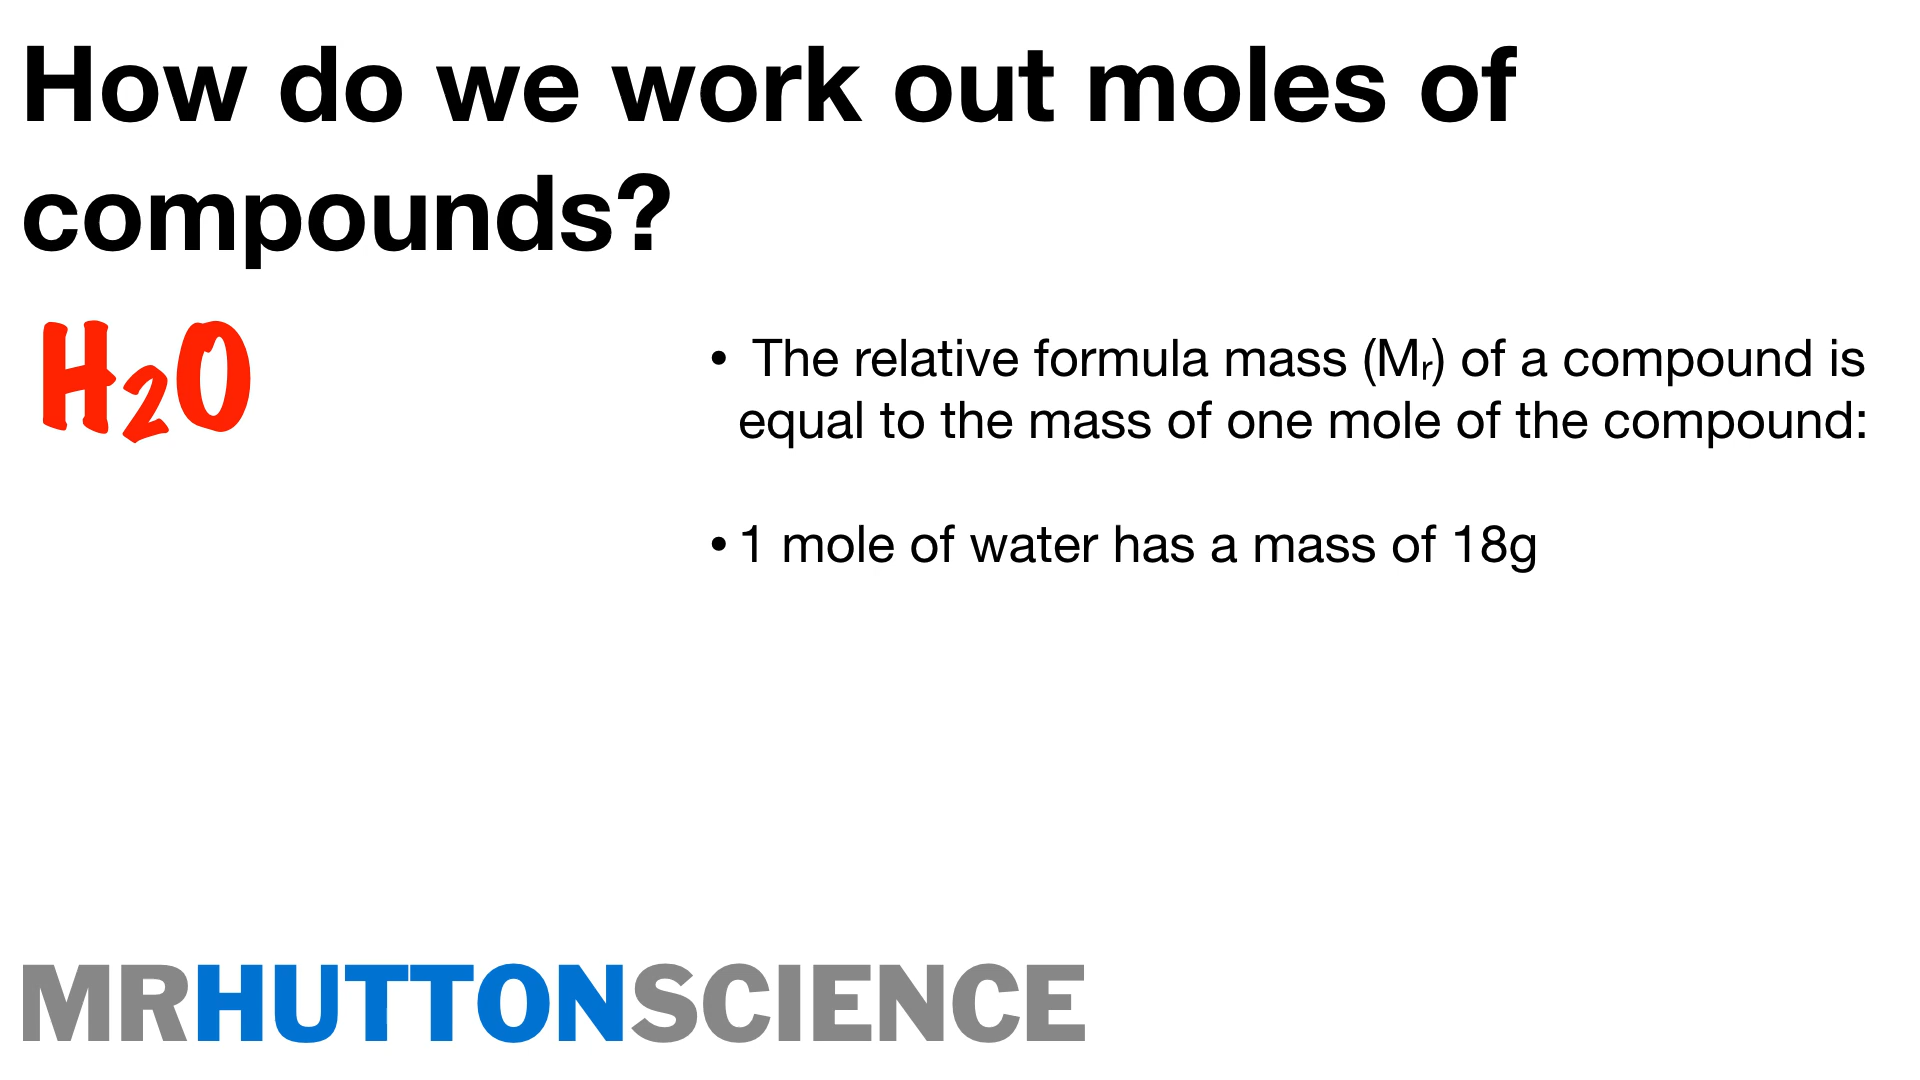 How do we work out moles of
compounds?
H₂O
• The relative formula mass (Mᵣ) of a compound is
equal to the mass of one mole of the compound:
• 1 mole of water has a mass of 18g
MRHUTTONSCIENCE